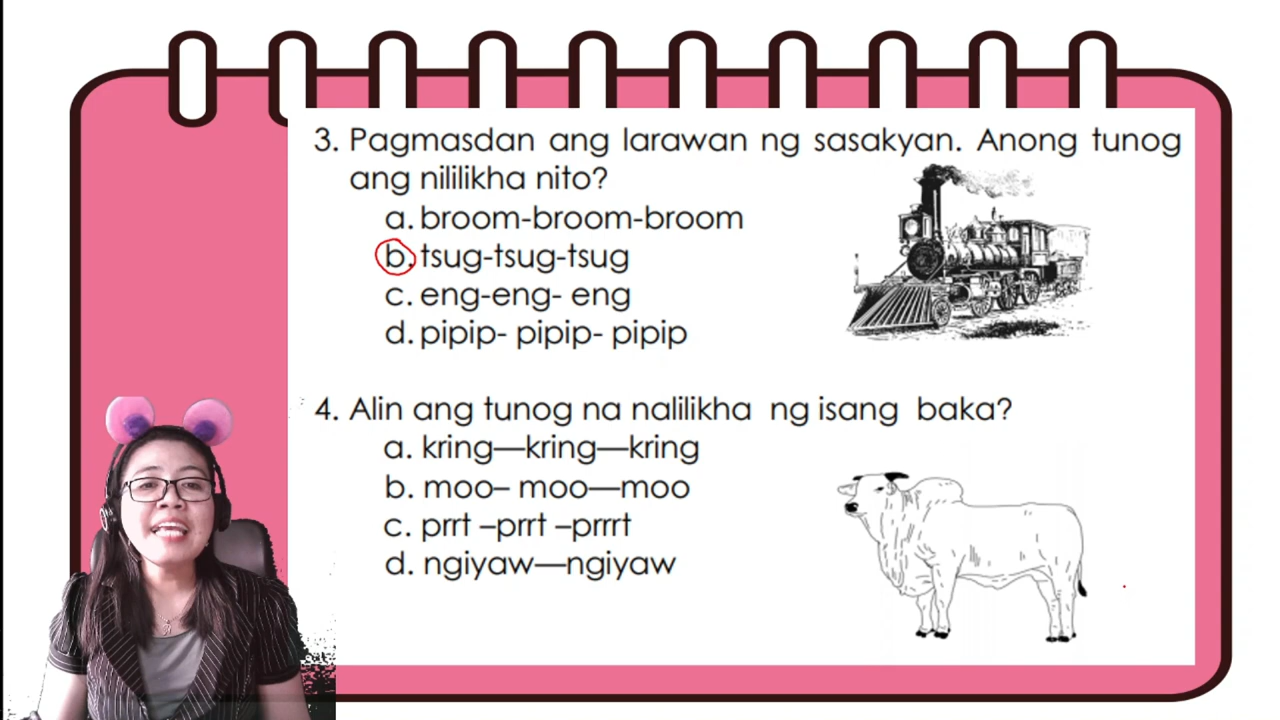 3. Pagmasdan ang larawan ng sasakyan. Anong tunog
ang nililikha nito?
a. broom-broom-broom
b. tsug-tsug-tsug
c. eng-eng- eng
d. pipip- pipip- pipip
4. Alin ang tunog na nalilikha ng isang baka?
a. kring—kring—kring
b. moo– moo—moo
c. prrt –prrt –prrrt
d. ngiyaw—ngiyaw